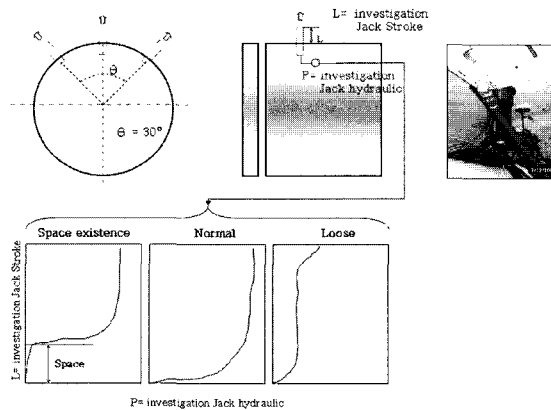 θ
θ = 30°
L= investigation
Jack Stroke
L
P= investigation
Jack hydraulic
Space existence
Normal
Loose
L= investigation Jack Stroke
Space
P= investigation Jack hydraulic